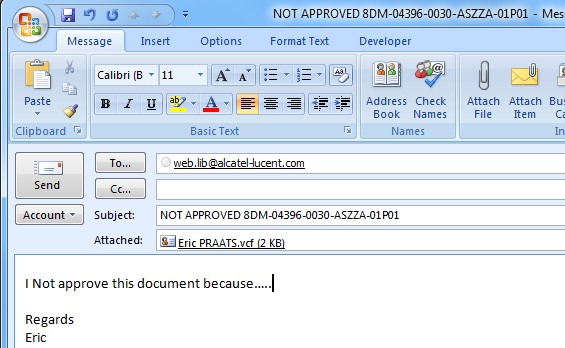 NOT APPROVED 8DM-04396-0030-ASZZA-01P01 - Mes
Message Insert Options Format Text Developer
Paste
Calibri (B 11
B I U ab A
Address Book
Check Names
Attach File
Attach Item
Bus
Ca
Clipboard Basic Text Names In
Send
To... web.lib@alcatel-lucent.com
Cc...
Account Subject: NOT APPROVED 8DM-04396-0030-ASZZA-01P01
Attached: Eric PRAATS.vcf (2 KB)
I Not approve this document because.....
Regards
Eric